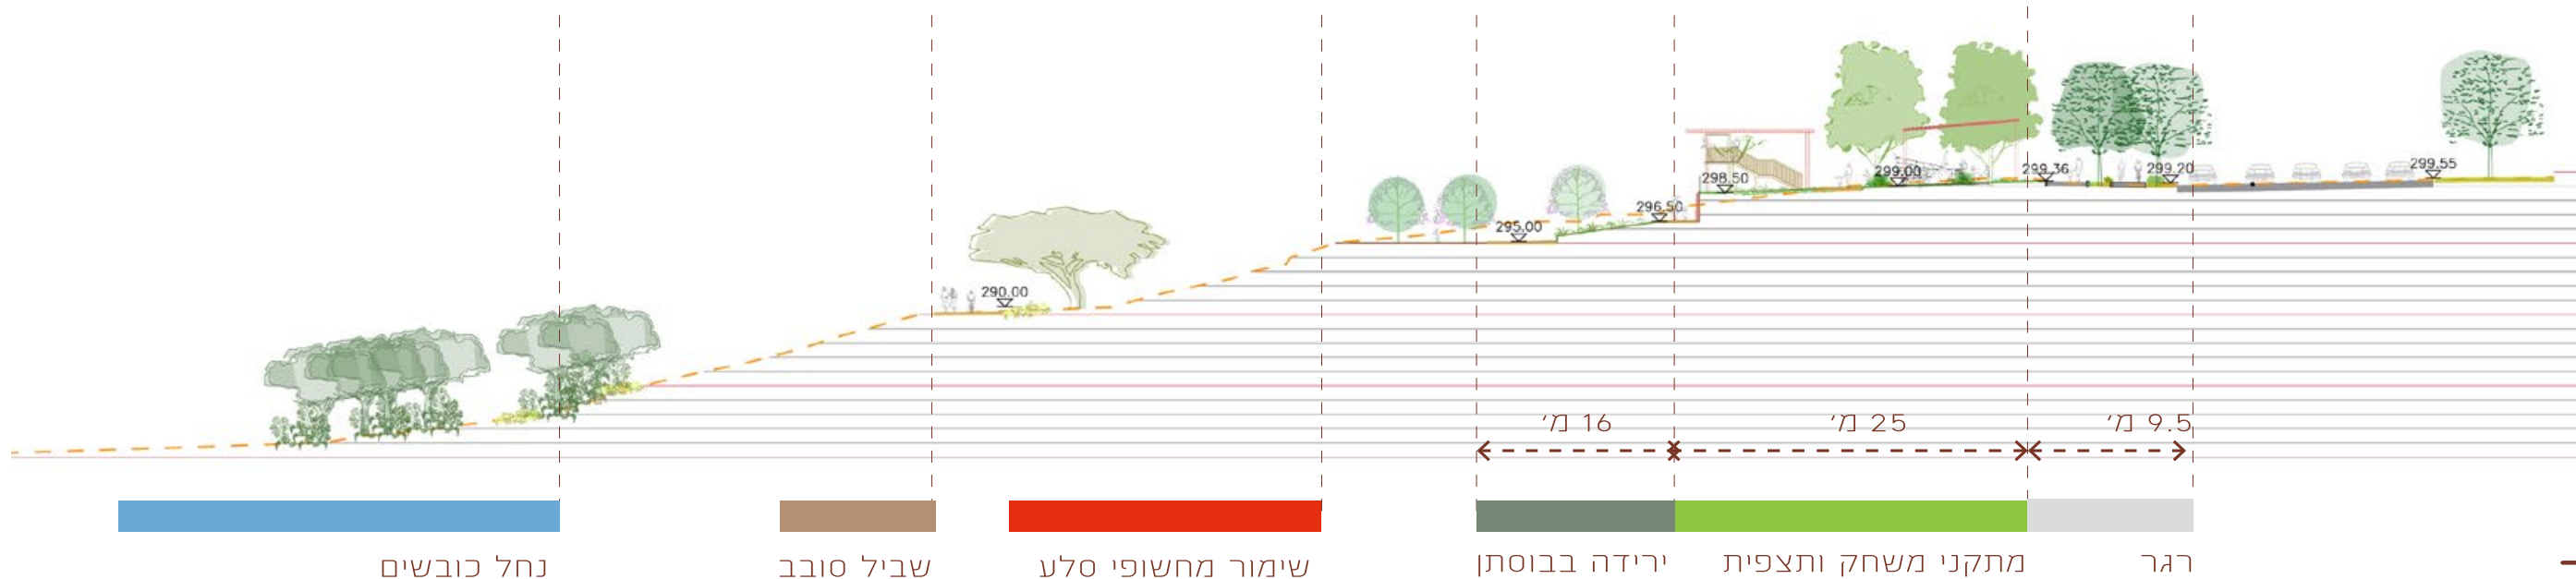 299.55
299.20
299.36
299.00
298.50
296.50
295.00
290.00
9.5 מ'
25 מ'
16 מ'
רגר
מתקני משחק ותצפית
ירידה בבוסתן
שימור מחשופי סלע
שביל סובב
נחל כובשים